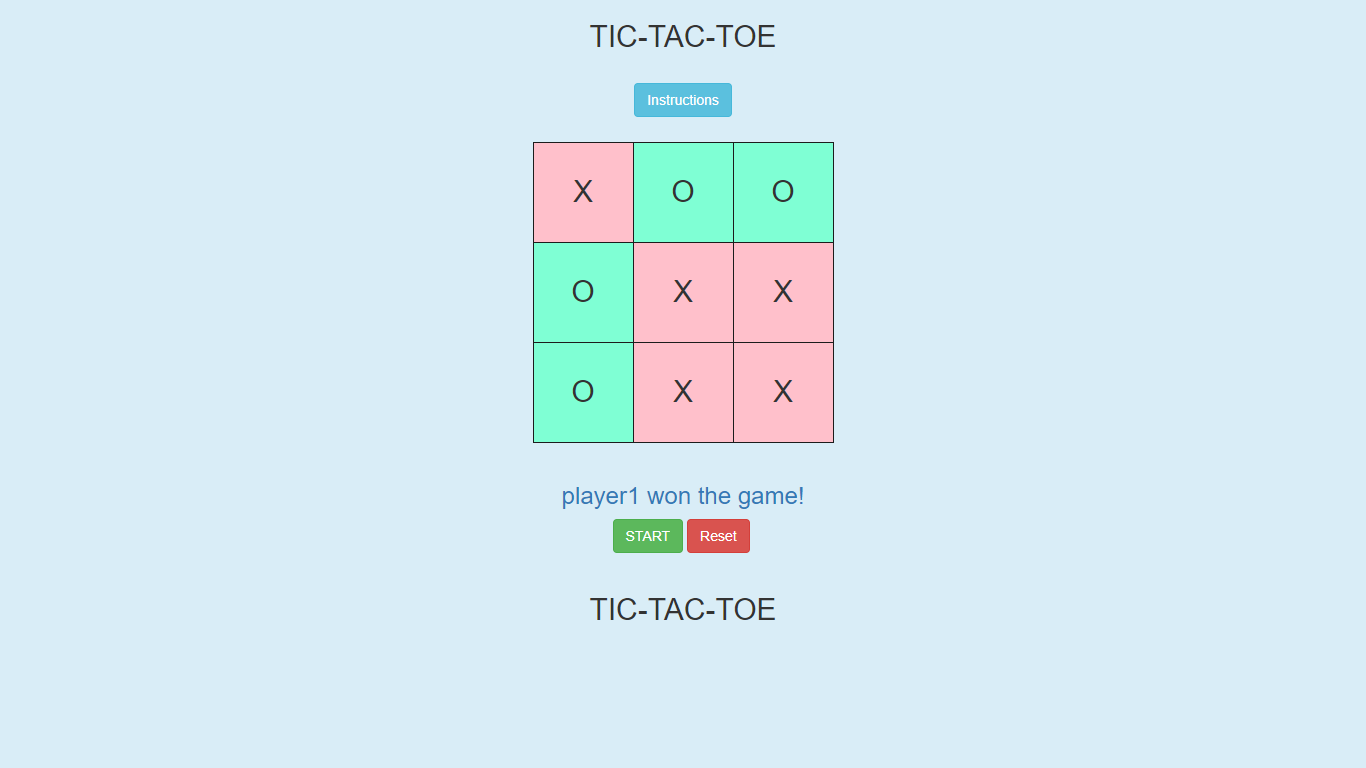 TIC-TAC-TOE
Instructions
X O O
O X X
O X X
player1 won the game!
START Reset
TIC-TAC-TOE